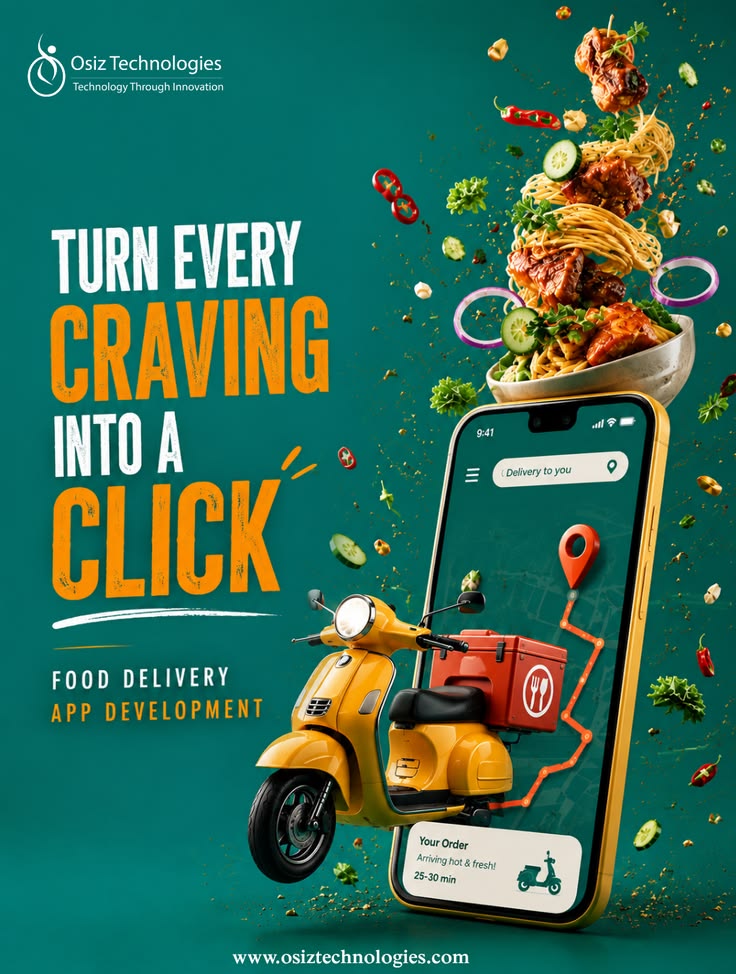 Osiz Technologies
Technology Through Innovation
TURN EVERY
CRAVING
INTO A
CLICK
FOOD DELIVERY
APP DEVELOPMENT
9:41
Delivery to you
Your Order
Arriving hot & fresh!
25-30 min
www.osiztechnologies.com